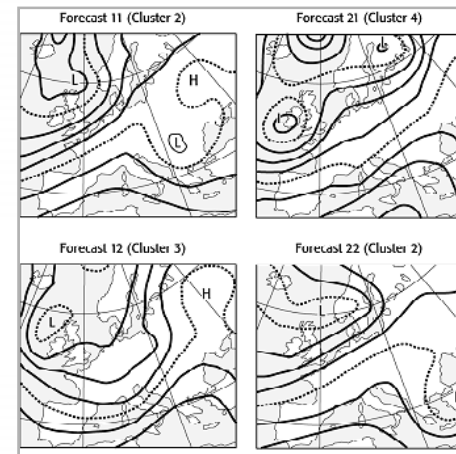 Forecast 11 (Cluster 2)
Forecast 21 (Cluster 4)
L
H
L
L
L
Forecast 12 (Cluster 3)
Forecast 22 (Cluster 2)
L
H
L